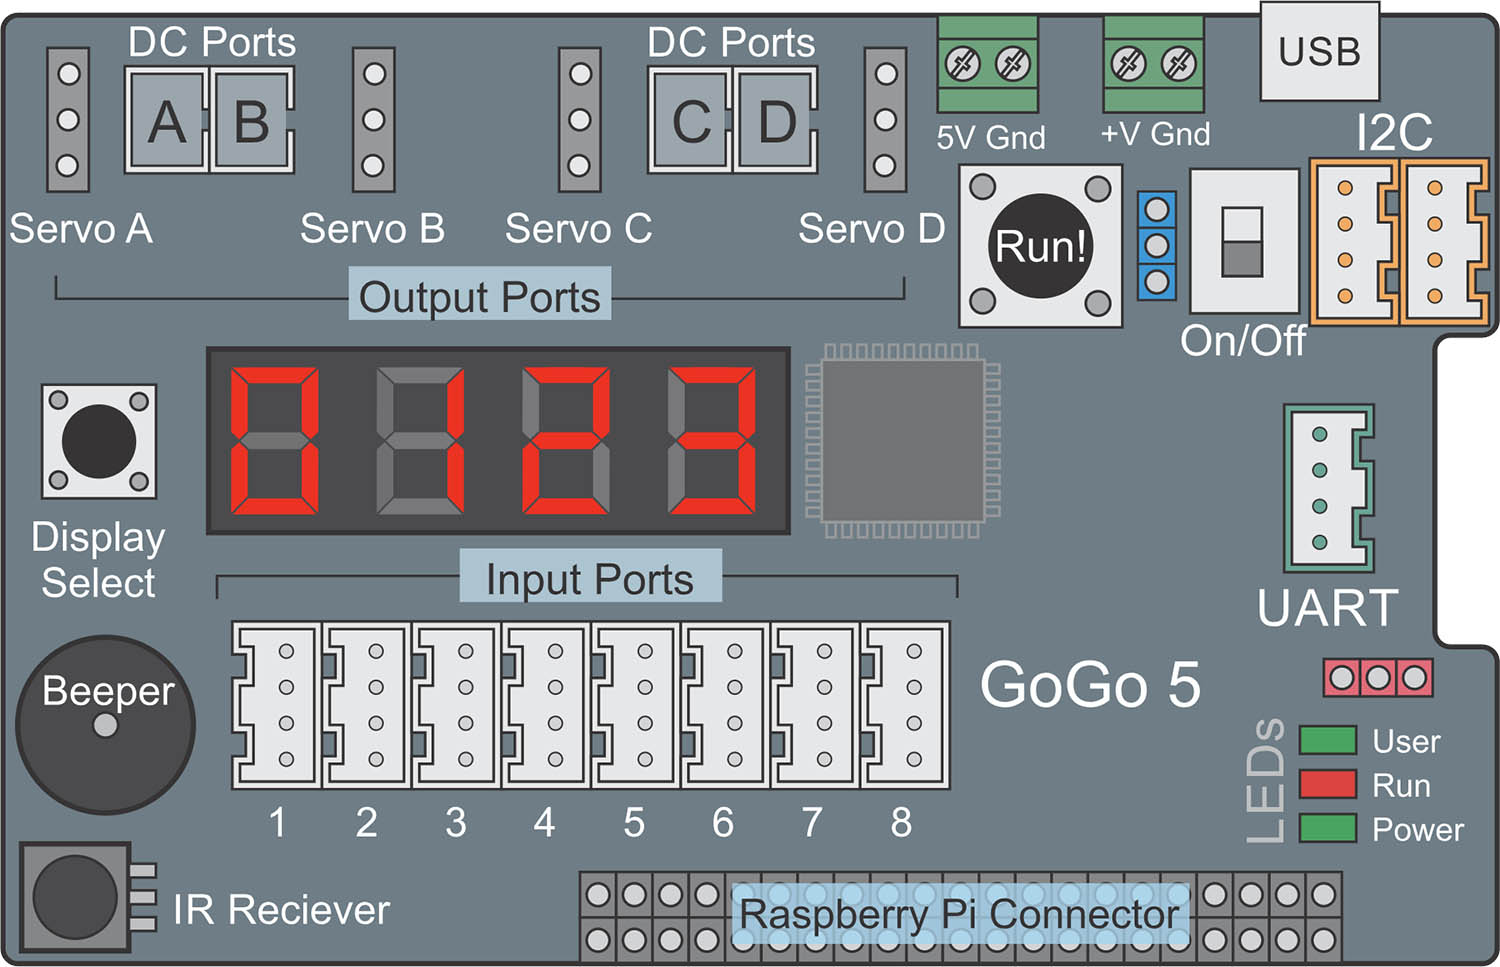 DC Ports
DC Ports
USB
A B
C D
5V Gnd
+V Gnd
I2C
Servo A
Servo B
Servo C
Servo D
Run!
Output Ports
On/Off
0123
Display
Select
Input Ports
UART
Beeper
GoGo 5
1 2 3 4 5 6 7 8
LEDs
User
Run
Power
IR Reciever
Raspberry Pi Connector